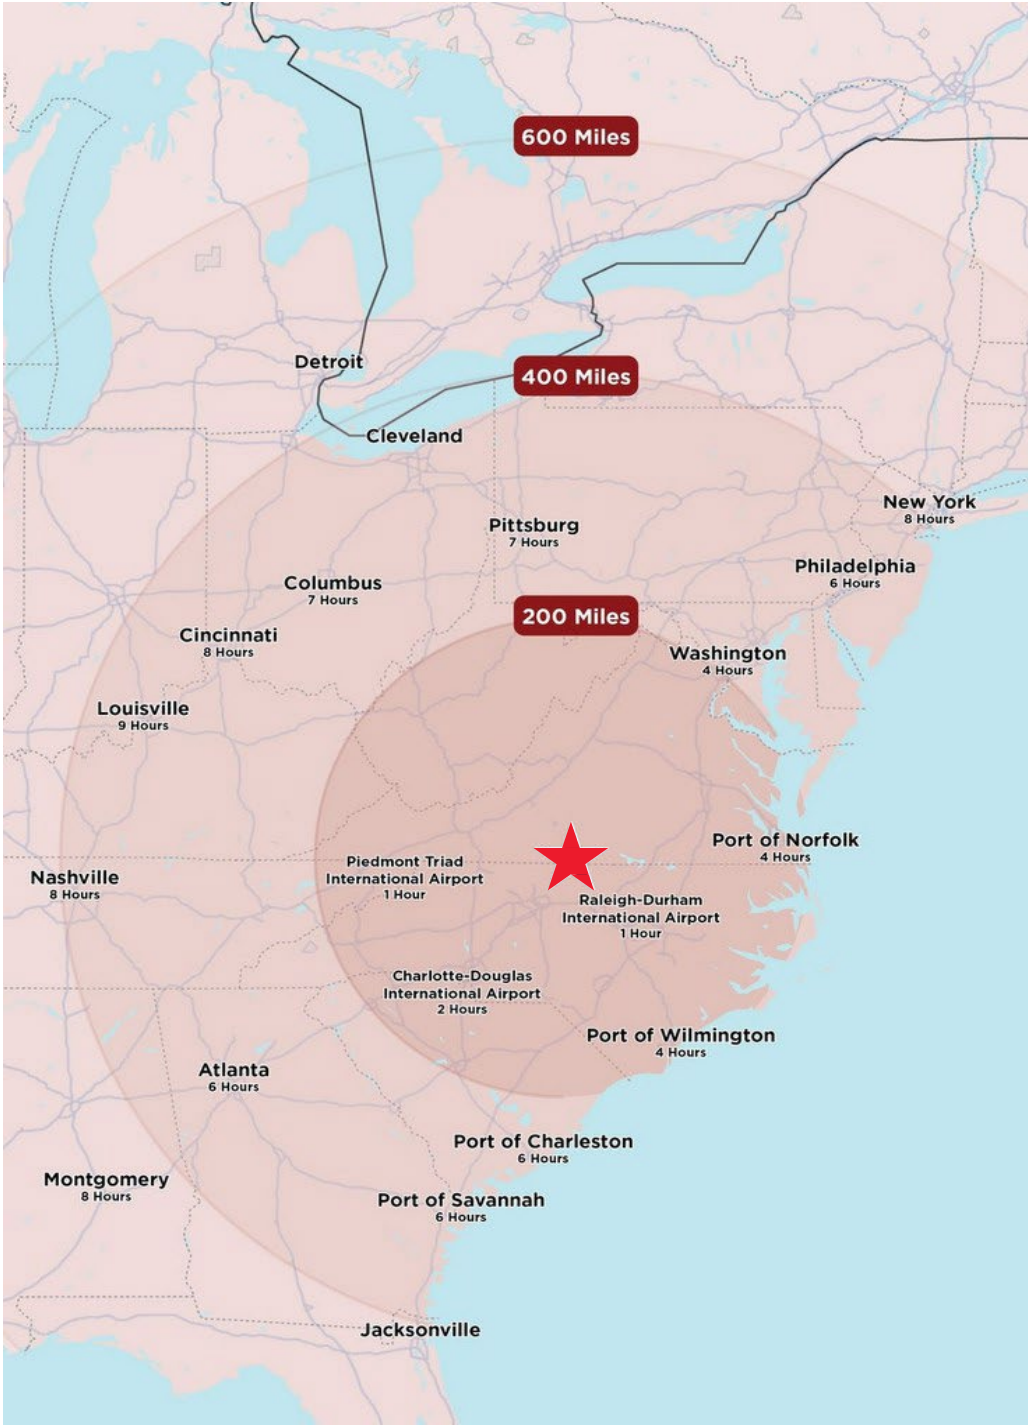 600 Miles
Detroit
400 Miles
Cleveland
New York
8 Hours
Pittsburg
7 Hours
Philadelphia
6 Hours
Columbus
7 Hours
200 Miles
Cincinnati
8 Hours
Washington
4 Hours
Louisville
9 Hours
Port of Norfolk
4 Hours
Piedmont Triad
International Airport
1 Hour
Nashville
8 Hours
Raleigh-Durham
International Airport
1 Hour
Charlotte-Douglas
International Airport
2 Hours
Port of Wilmington
4 Hours
Atlanta
6 Hours
Port of Charleston
6 Hours
Montgomery
8 Hours
Port of Savannah
6 Hours
Jacksonville